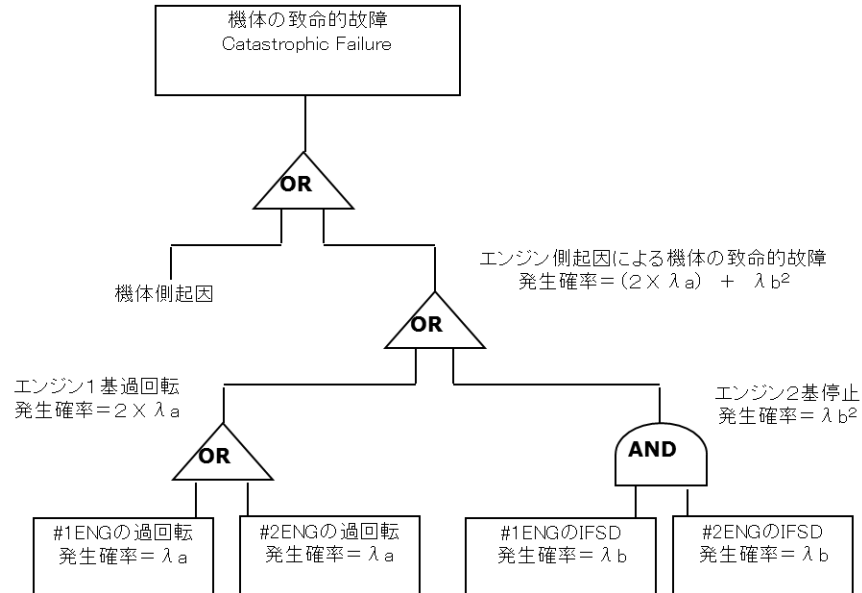 機体の致命的故障
Catastrophic Failure
OR
機体側起因
エンジン側起因による機体の致命的故障
発生確率=(2×λa) + λb²
OR
エンジン1基過回転
発生確率=2×λa
エンジン2基停止
発生確率=λb²
OR
AND
#1ENGの過回転
発生確率=λa
#2ENGの過回転
発生確率=λa
#1ENGのIFSD
発生確率=λb
#2ENGのIFSD
発生確率=λb